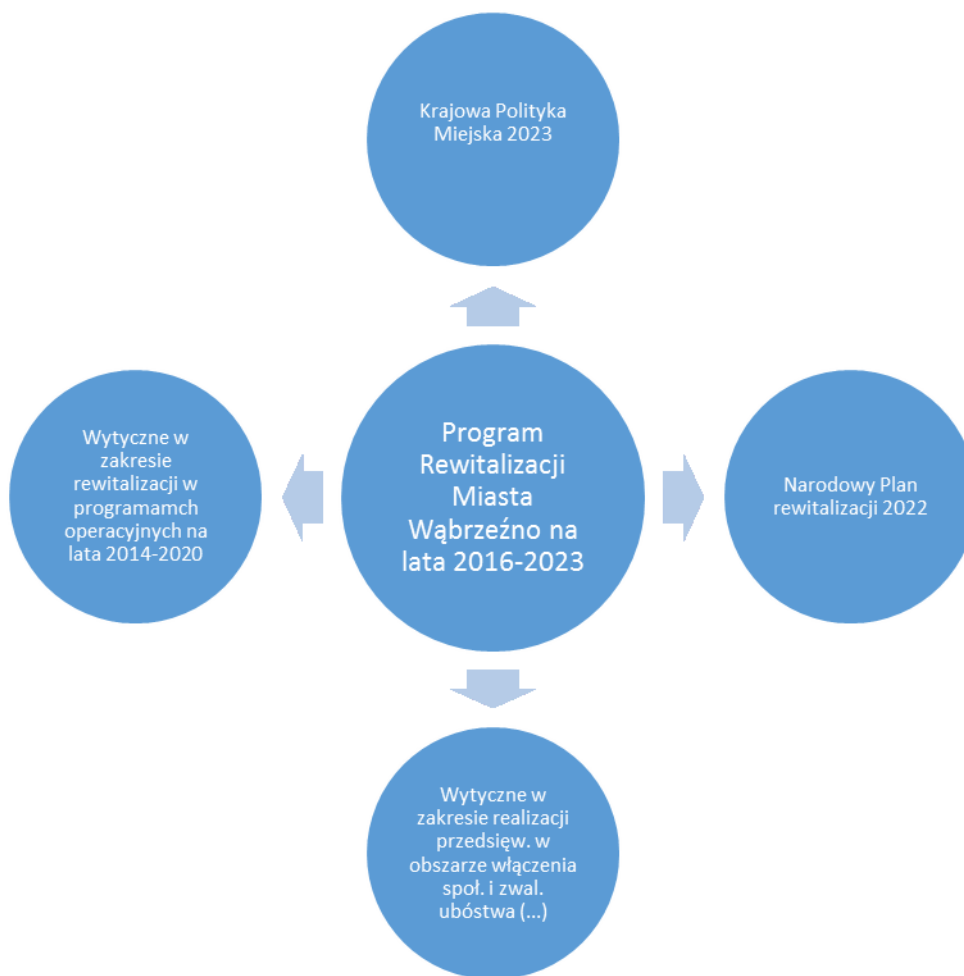 Krajowa Polityka
Miejska 2023
Wytyczne w
zakresie
rewitalizacji w
programamch
operacyjnych na
lata 2014-2020
Program
Rewitalizacji
Miasta
Wąbrzeźno na
lata 2016-2023
Narodowy Plan
rewitalizacji 2022
Wytyczne w
zakresie realizacji
przedsięw. w
obszarze włączenia
społ. i zwal.
ubóstwa (...)